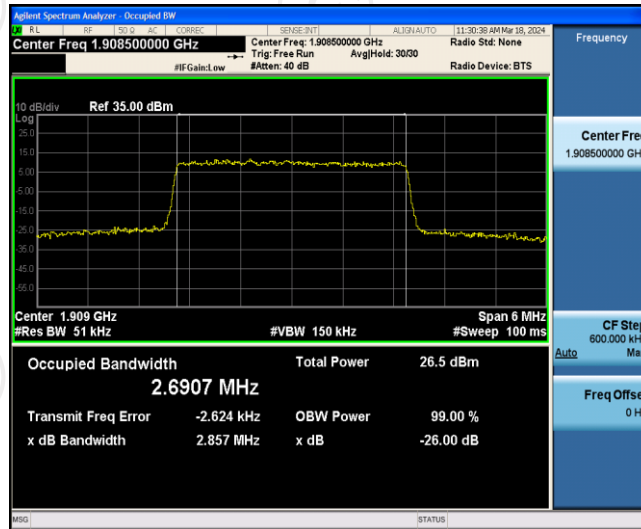 Agilent Spectrum Analyzer - Occupied BW
RL RF 50 Ω AC CORREC SENSE:INT ALIGN AUTO 11:30:38 AM Mar 18, 2024
Center Freq 1.908500000 GHz
Center Freq: 1.908500000 GHz Radio Std: None
Trig: Free Run Avg|Hold: 30/30
#IFGain:Low #Atten: 40 dB Radio Device: BTS
10 dB/div Ref 35.00 dBm
Log
25.0
15.0
5.00
-5.00
-15.0
-25.0
-35.0
-45.0
-55.0
Center 1.909 GHz Span 6 MHz
#Res BW 51 kHz #VBW 150 kHz #Sweep 100 ms
Occupied Bandwidth Total Power 26.5 dBm
2.6907 MHz
Transmit Freq Error -2.624 kHz OBW Power 99.00 %
x dB Bandwidth 2.857 MHz x dB -26.00 dB
MSG STATUS
Frequency
Center Fre
1.908500000 GH
CF Step
600.000 kH
Auto Ma
Freq Offse
0 H